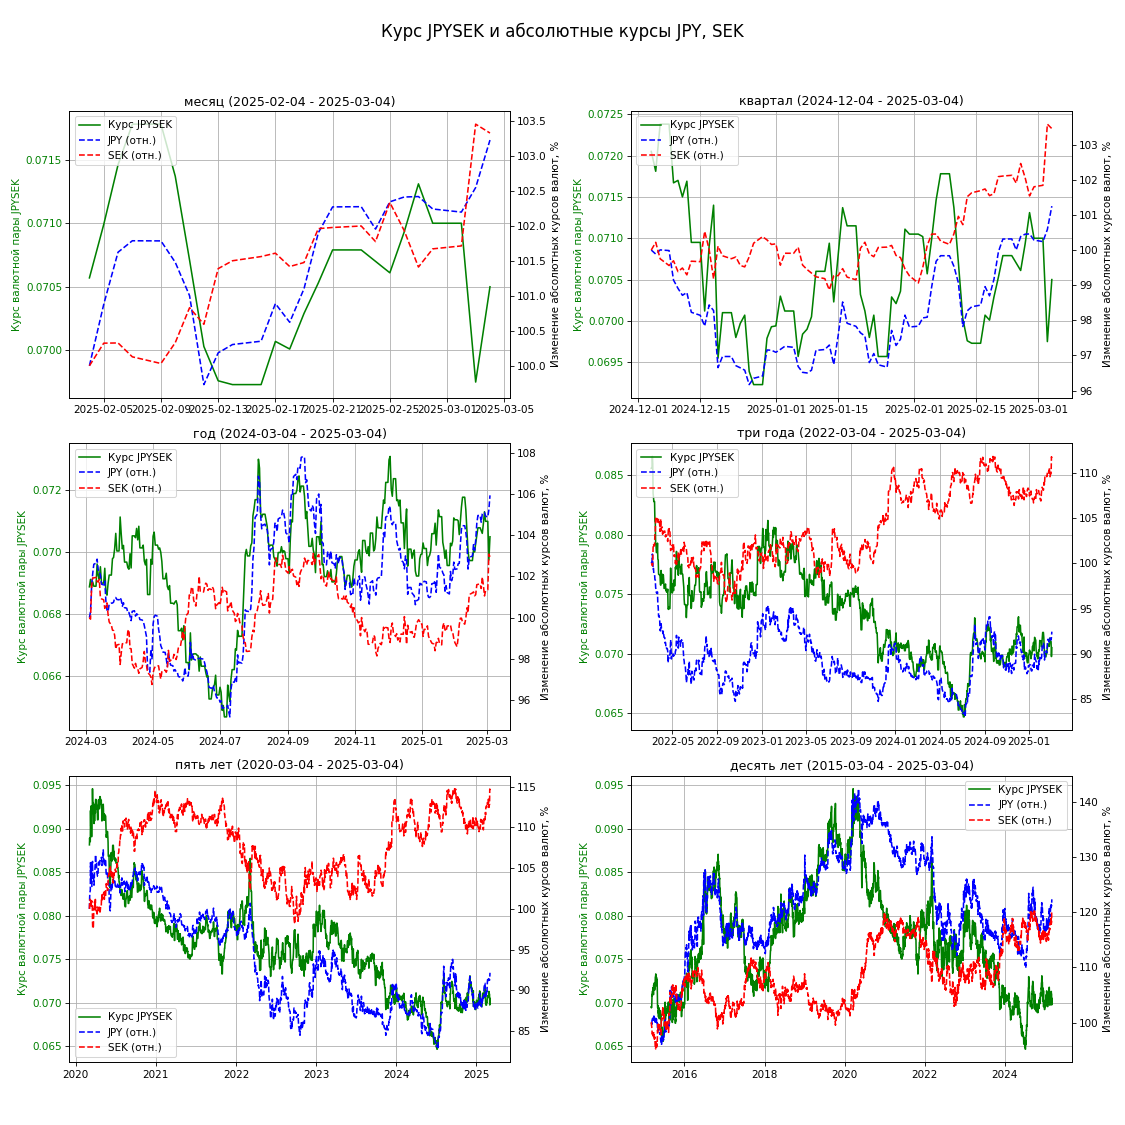 Курс JPYSEK и абсолютные курсы JPY, SEK
месяц (2025-02-04 - 2025-03-04)
Курс валютной пары JPYSEK
0.0715
0.0710
0.0705
0.0700
Курс JPYSEK
JPY (отн.)
SEK (отн.)
103.5
103.0
102.5
102.0
101.5
101.0
100.5
100.0
Изменение абсолютных курсов валют, %
2025-02-05 2025-02-09 2025-02-13 2025-02-17 2025-02-21 2025-02-25 2025-03-01 2025-03-05
квартал (2024-12-04 - 2025-03-04)
Курс валютной пары JPYSEK
0.0725
0.0720
0.0715
0.0710
0.0705
0.0700
0.0695
Курс JPYSEK
JPY (отн.)
SEK (отн.)
103
102
101
100
99
98
97
96
Изменение абсолютных курсов валют, %
2024-12-01 2024-12-15 2025-01-01 2025-01-15 2025-02-01 2025-02-15 2025-03-01
год (2024-03-04 - 2025-03-04)
Курс валютной пары JPYSEK
0.072
0.070
0.068
0.066
Курс JPYSEK
JPY (отн.)
SEK (отн.)
108
106
104
102
100
98
96
Изменение абсолютных курсов валют, %
2024-03 2024-05 2024-07 2024-09 2024-11 2025-01 2025-03
три года (2022-03-04 - 2025-03-04)
Курс валютной пары JPYSEK
0.085
0.080
0.075
0.070
0.065
Курс JPYSEK
JPY (отн.)
SEK (отн.)
110
105
100
95
90
85
Изменение абсолютных курсов валют, %
2022-05 2022-09 2023-01 2023-05 2023-09 2024-01 2024-05 2024-09 2025-01
пять лет (2020-03-04 - 2025-03-04)
Курс валютной пары JPYSEK
0.095
0.090
0.085
0.080
0.075
0.070
0.065
Курс JPYSEK
JPY (отн.)
SEK (отн.)
115
110
105
100
95
90
85
Изменение абсолютных курсов валют, %
2020 2021 2022 2023 2024 2025
десять лет (2015-03-04 - 2025-03-04)
Курс валютной пары JPYSEK
0.095
0.090
0.085
0.080
0.075
0.070
0.065
Курс JPYSEK
JPY (отн.)
SEK (отн.)
140
130
120
110
100
Изменение абсолютных курсов валют, %
2016 2018 2020 2022 2024